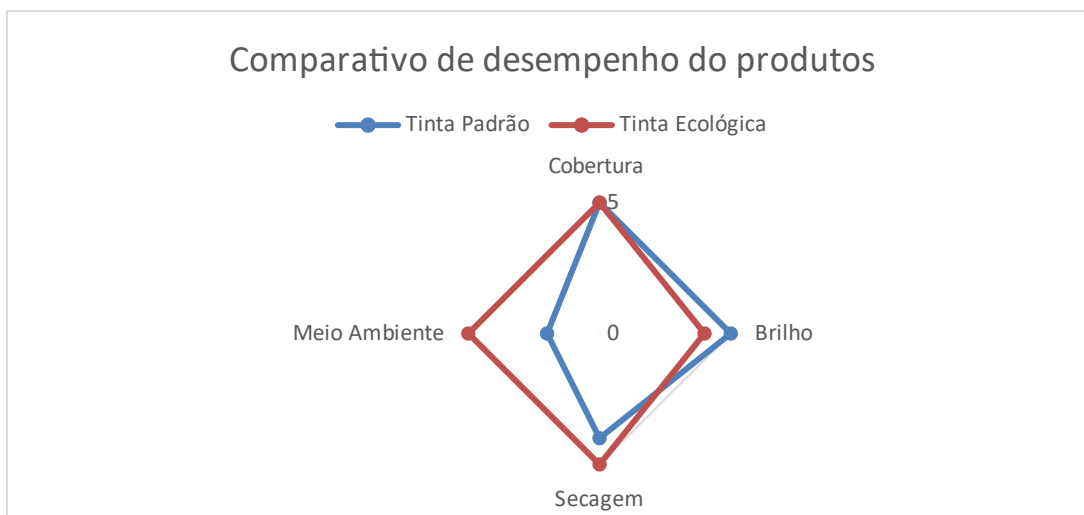 Comparativo de desempenho do produtos
Tinta Padrão Tinta Ecológica
Cobertura
5
Meio Ambiente 0 Brilho
Secagem